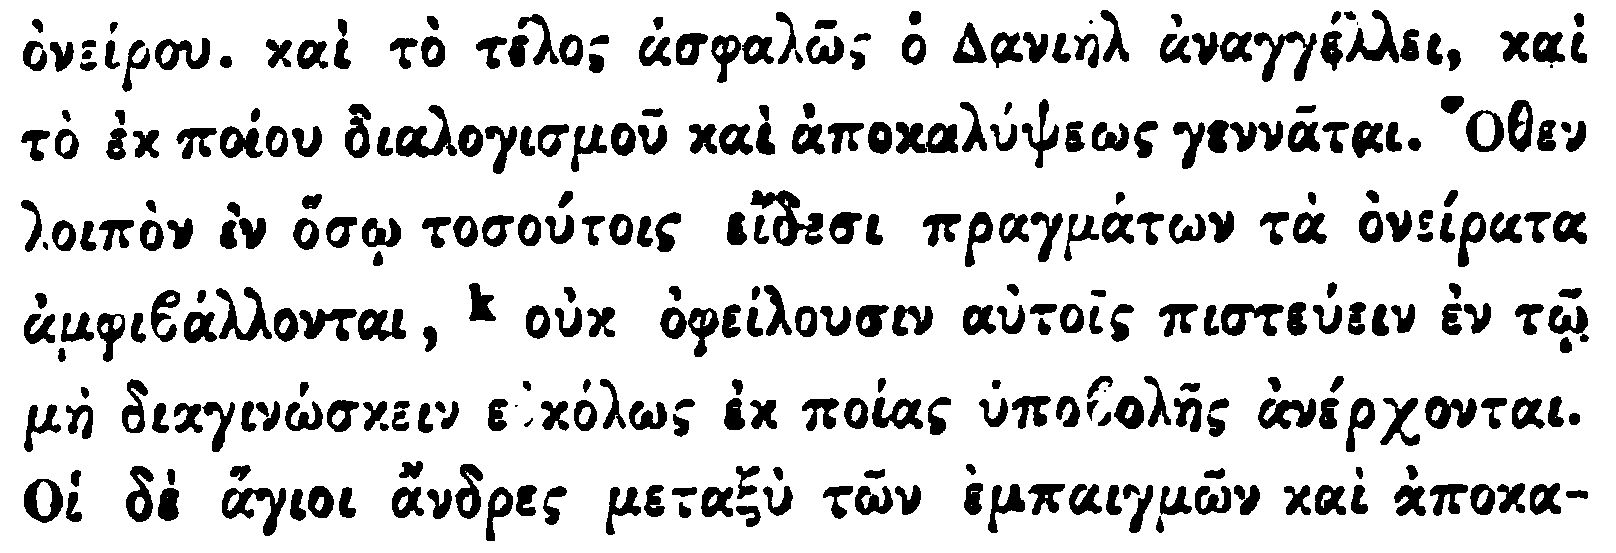 ὀνείρου. καὶ τὸ τέλος ἀσφαλῶς ὁ Δανιὴλ ἀναγγέλλει, καὶ
τὸ ἐκ ποίου διαλογισμοῦ καὶ ἀποκαλύψεως γεννᾶται. Ὅθεν
λοιπὸν ἐν ὅσῳ τοσούτοις εἴδεσι πραγμάτων τὰ ὀνείρατα
ἀμφιϐάλλονται, k οὐκ ὀφείλουσιν αὐτοῖς πιστεύειν ἐν τῷ
μὴ διαγινώσκειν εὐκόλως ἐκ ποίας ὑποϐολῆς ἀνέρχονται.
Οἱ δὲ ἅγιοι ἄνδρες μεταξὺ τῶν ἐμπαιγμῶν καὶ ἀποκα-